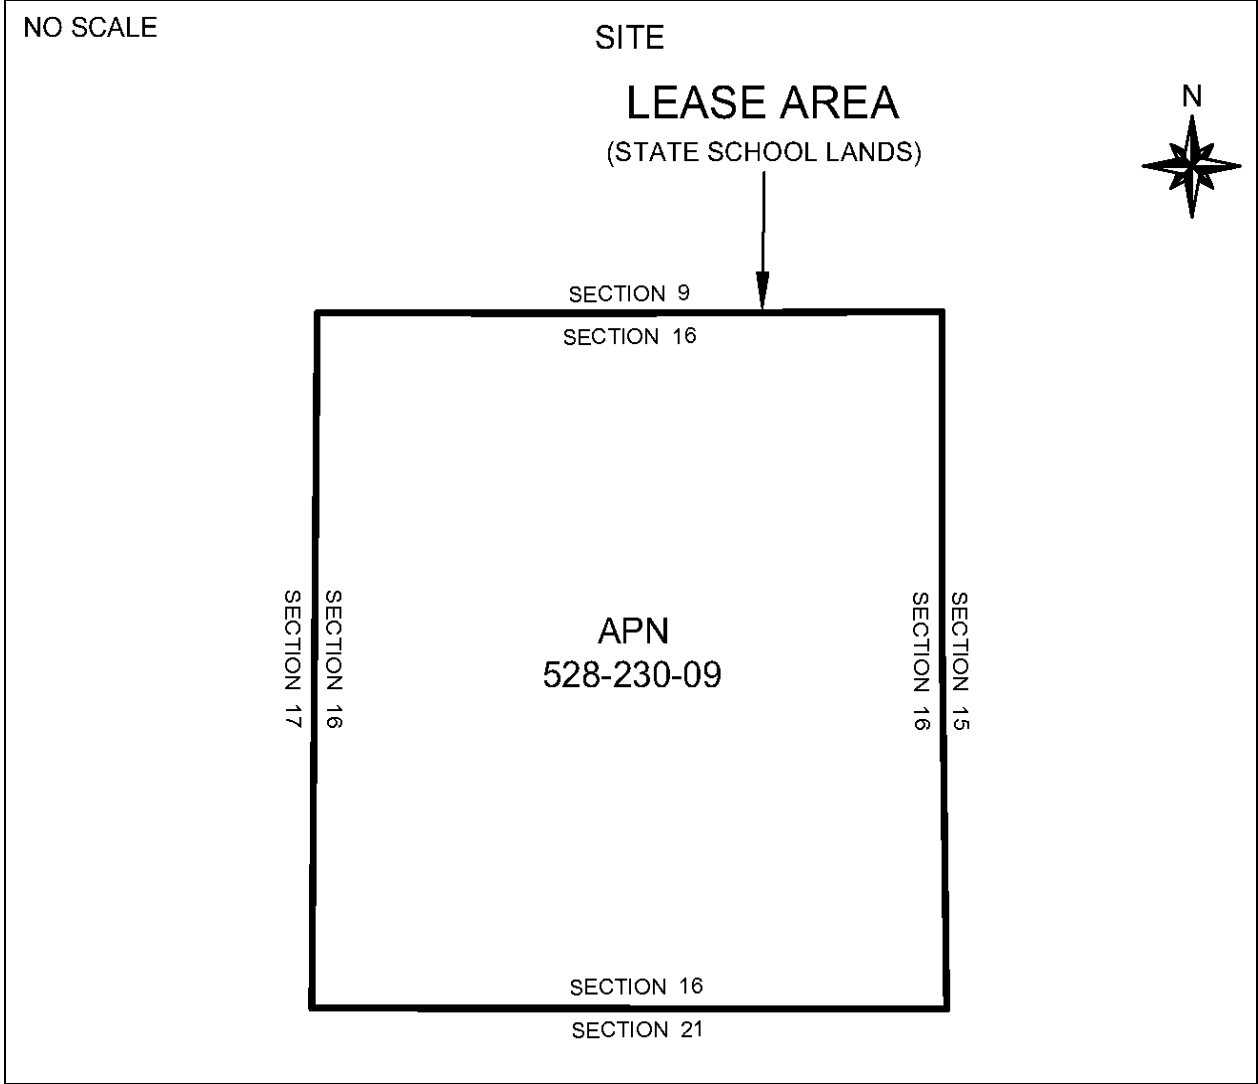 NO SCALE
SITE
LEASE AREA
(STATE SCHOOL LANDS)
N
SECTION 9
SECTION 16
SECTION 17
SECTION 16
APN
528-230-09
SECTION 16
SECTION 15
SECTION 16
SECTION 21